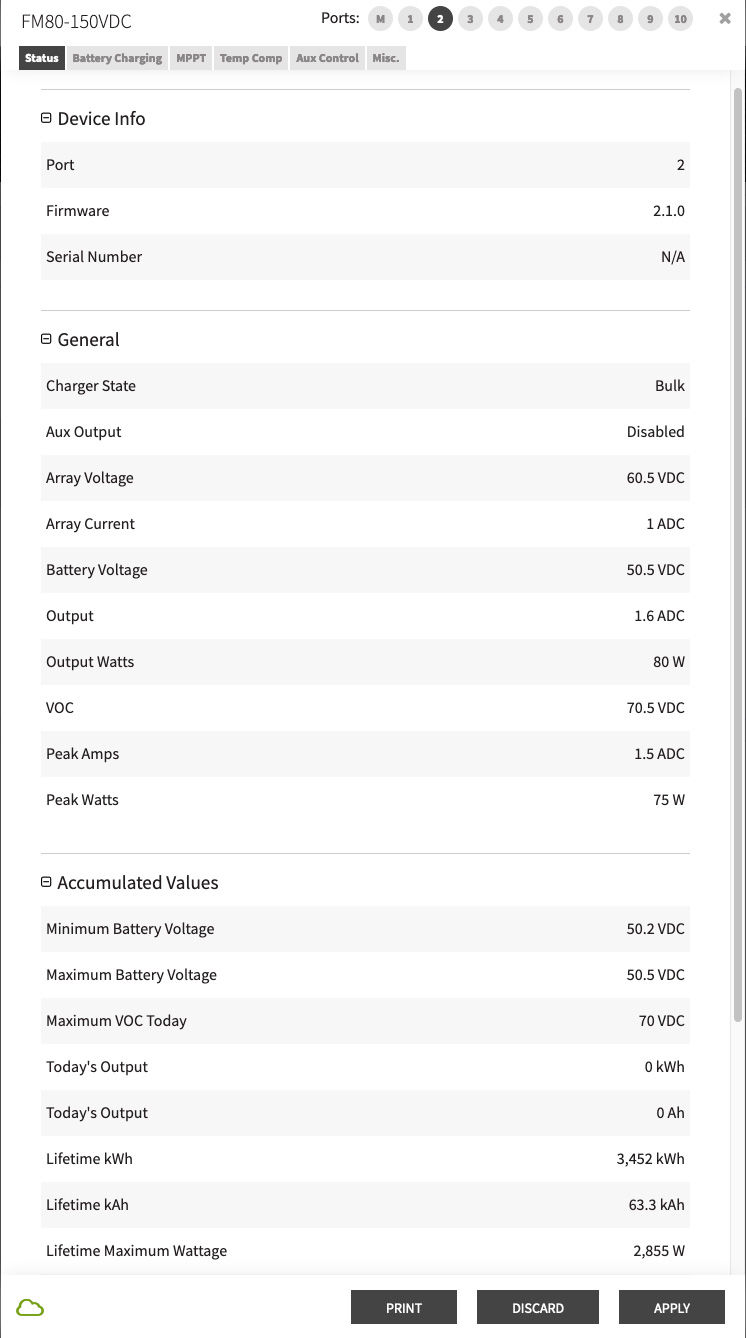 FM80-150VDC
Ports: M 1 2 3 4 5 6 7 8 9 10
Status Battery Charging MPPT Temp Comp Aux Control Misc.
Device Info
Port 2
Firmware 2.1.0
Serial Number N/A
General
Charger State Bulk
Aux Output Disabled
Array Voltage 60.5 VDC
Array Current 1 ADC
Battery Voltage 50.5 VDC
Output 1.6 ADC
Output Watts 80 W
VOC 70.5 VDC
Peak Amps 1.5 ADC
Peak Watts 75 W
Accumulated Values
Minimum Battery Voltage 50.2 VDC
Maximum Battery Voltage 50.5 VDC
Maximum VOC Today 70 VDC
Today's Output 0 kWh
Today's Output 0 Ah
Lifetime kWh 3,452 kWh
Lifetime kAh 63.3 kAh
Lifetime Maximum Wattage 2,855 W
PRINT DISCARD APPLY